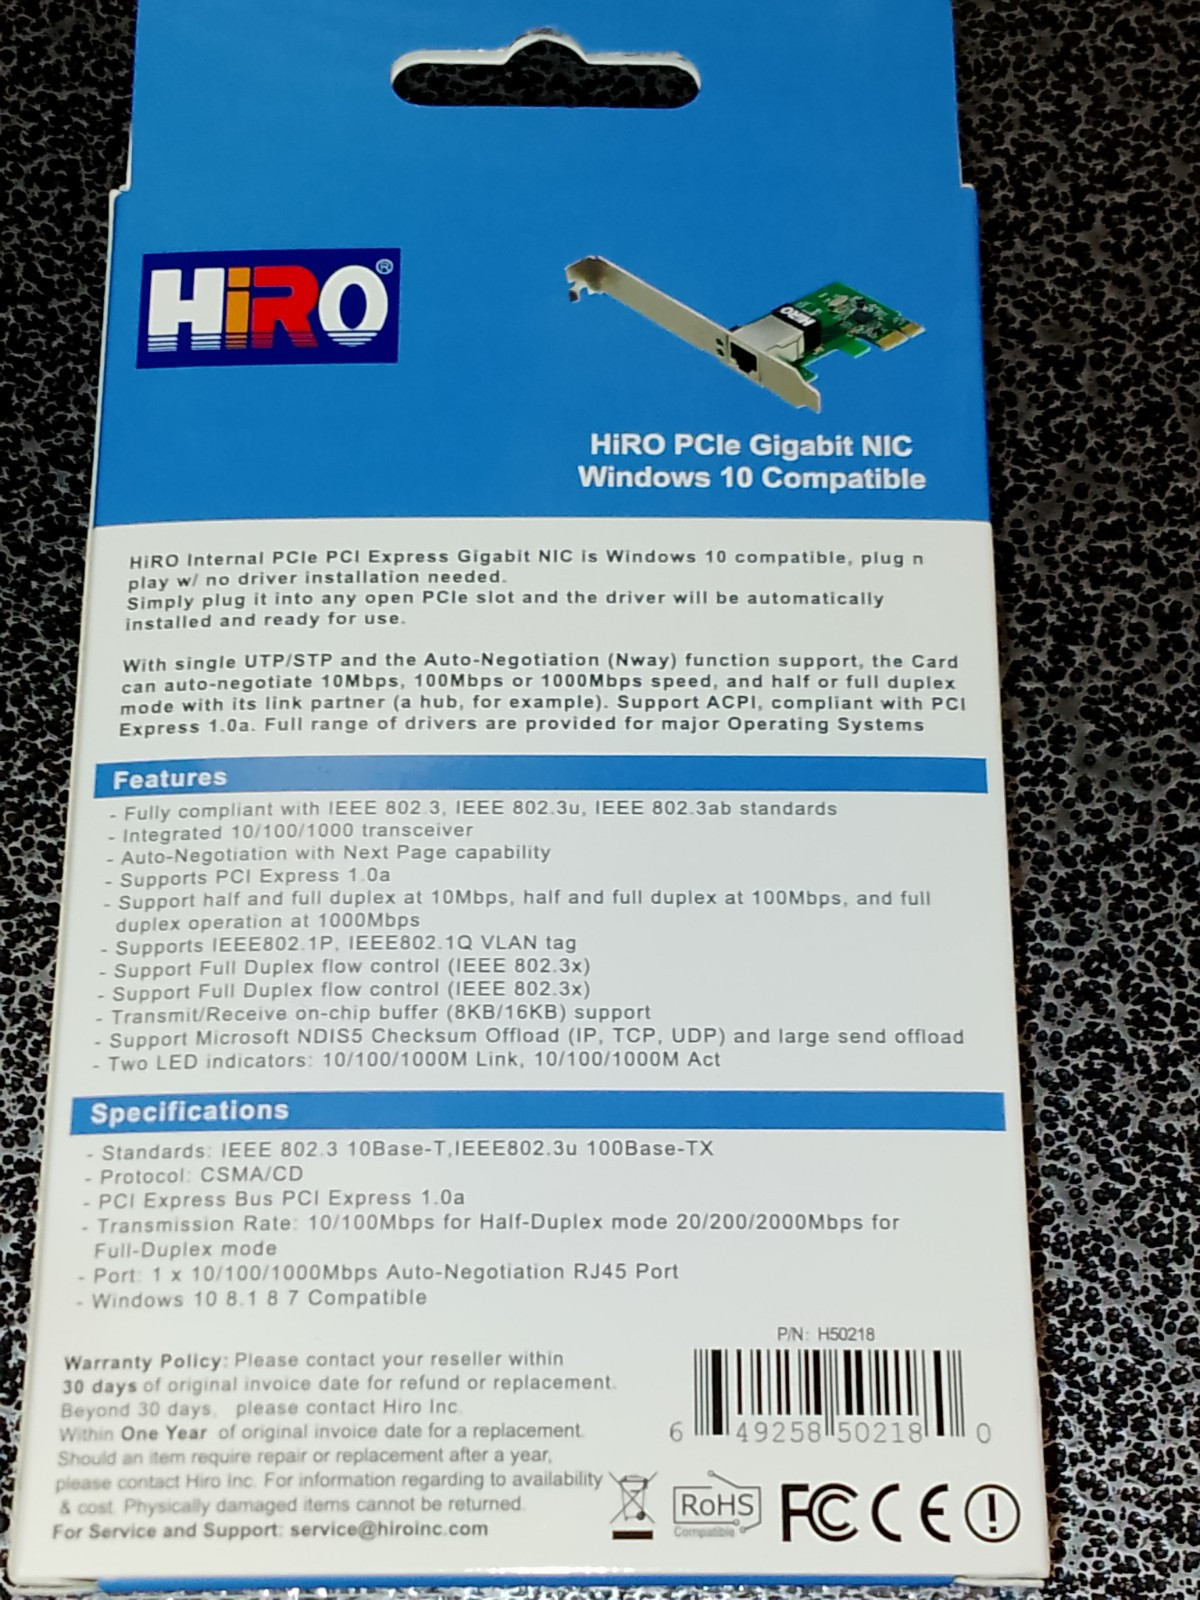 HiRO®
HiRO
HiRO PCIe Gigabit NIC
Windows 10 Compatible
HiRO Internal PCIe PCI Express Gigabit NIC is Windows 10 compatible, plug n
play w/ no driver installation needed.
Simply plug it into any open PCIe slot and the driver will be automatically
installed and ready for use.
With single UTP/STP and the Auto-Negotiation (Nway) function support, the Card
can auto-negotiate 10Mbps, 100Mbps or 1000Mbps speed, and half or full duplex
mode with its link partner (a hub, for example). Support ACPI, compliant with PCI
Express 1.0a. Full range of drivers are provided for major Operating Systems
Features
- Fully compliant with IEEE 802.3, IEEE 802.3u, IEEE 802.3ab standards
- Integrated 10/100/1000 transceiver
- Auto-Negotiation with Next Page capability
- Supports PCI Express 1.0a
- Support half and full duplex at 10Mbps, half and full duplex at 100Mbps, and full
duplex operation at 1000Mbps
- Supports IEEE802.1P, IEEE802.1Q VLAN tag
- Support Full Duplex flow control (IEEE 802.3x)
- Support Full Duplex flow control (IEEE 802.3x)
- Transmit/Receive on-chip buffer (8KB/16KB) support
- Support Microsoft NDIS5 Checksum Offload (IP, TCP, UDP) and large send offload
- Two LED indicators: 10/100/1000M Link, 10/100/1000M Act
Specifications
- Standards: IEEE 802.3 10Base-T,IEEE802.3u 100Base-TX
- Protocol: CSMA/CD
- PCI Express Bus PCI Express 1.0a
- Transmission Rate: 10/100Mbps for Half-Duplex mode 20/200/2000Mbps for
Full-Duplex mode
- Port: 1 x 10/100/1000Mbps Auto-Negotiation RJ45 Port
- Windows 10 8.1 8 7 Compatible
P/N: H50218
6 49258 50218 0
Warranty Policy: Please contact your reseller within
30 days of original invoice date for refund or replacement.
Beyond 30 days, please contact Hiro Inc.
Within One Year of original invoice date for a replacement.
Should an item require repair or replacement after a year,
please contact Hiro Inc. For information regarding to availability
& cost. Physically damaged items cannot be returned.
For Service and Support: service@hiroinc.com
RoHS
Compatible
FC CE